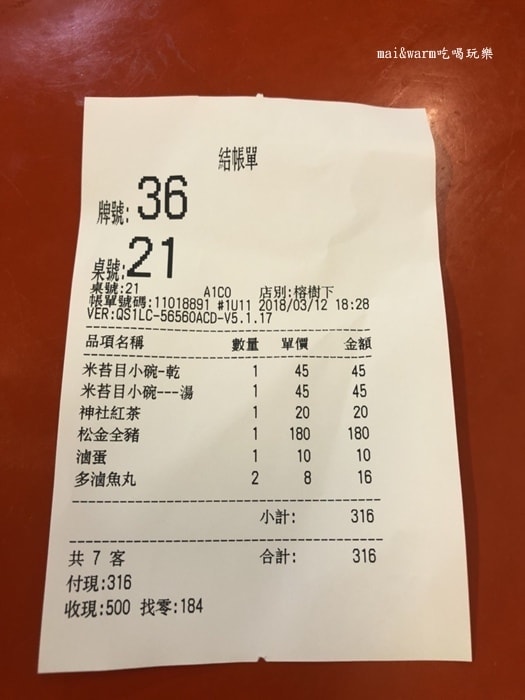 mai&warm吃喝玩樂
結帳單
牌號:36
桌號:21
桌號:21 A1C0 店別:榕樹下
帳單號碼:11018891 #1U11 2018/03/12 18:28
VER:QS1LC-56560ACD-V5.1.17
品項名稱 數量 單價 金額
米苔目小碗-乾 1 45 45
米苔目小碗---湯 1 45 45
神社紅茶 1 20 20
松金全豬 1 180 180
滷蛋 1 10 10
多滷魚丸 2 8 16
小計: 316
共 7 客 合計: 316
付現:316
收現:500 找零:184